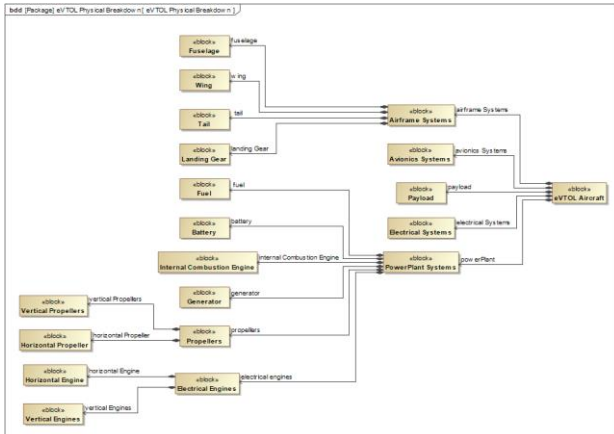 bdd [Package] eVTOL Physical Breakdown[ eVTOL Physical Breakdown ]
«block»
Fuselage
fuselage
«block»
Wing
wing
«block»
Tail
tail
«block»
Landing Gear
landing Gear
«block»
Airframe Systems
airframe Systems
«block»
Avionics Systems
avionics Systems
«block»
Payload
payload
«block»
eVTOL Aircraft
«block»
Electrical Systems
electrical Systems
«block»
Fuel
fuel
«block»
Battery
battery
«block»
Internal Combustion Engine
internal Combustion Engine
«block»
PowerPlant Systems
powerPlant
«block»
Generator
generator
«block»
Vertical Propellers
vertical Propellers
«block»
Horizontal Propeller
horizontal Propeller
«block»
Propellers
propellers
«block»
Horizontal Engine
horizontal Engine
«block»
Electrical Engines
electrical engines
«block»
Vertical Engines
vertical Engines